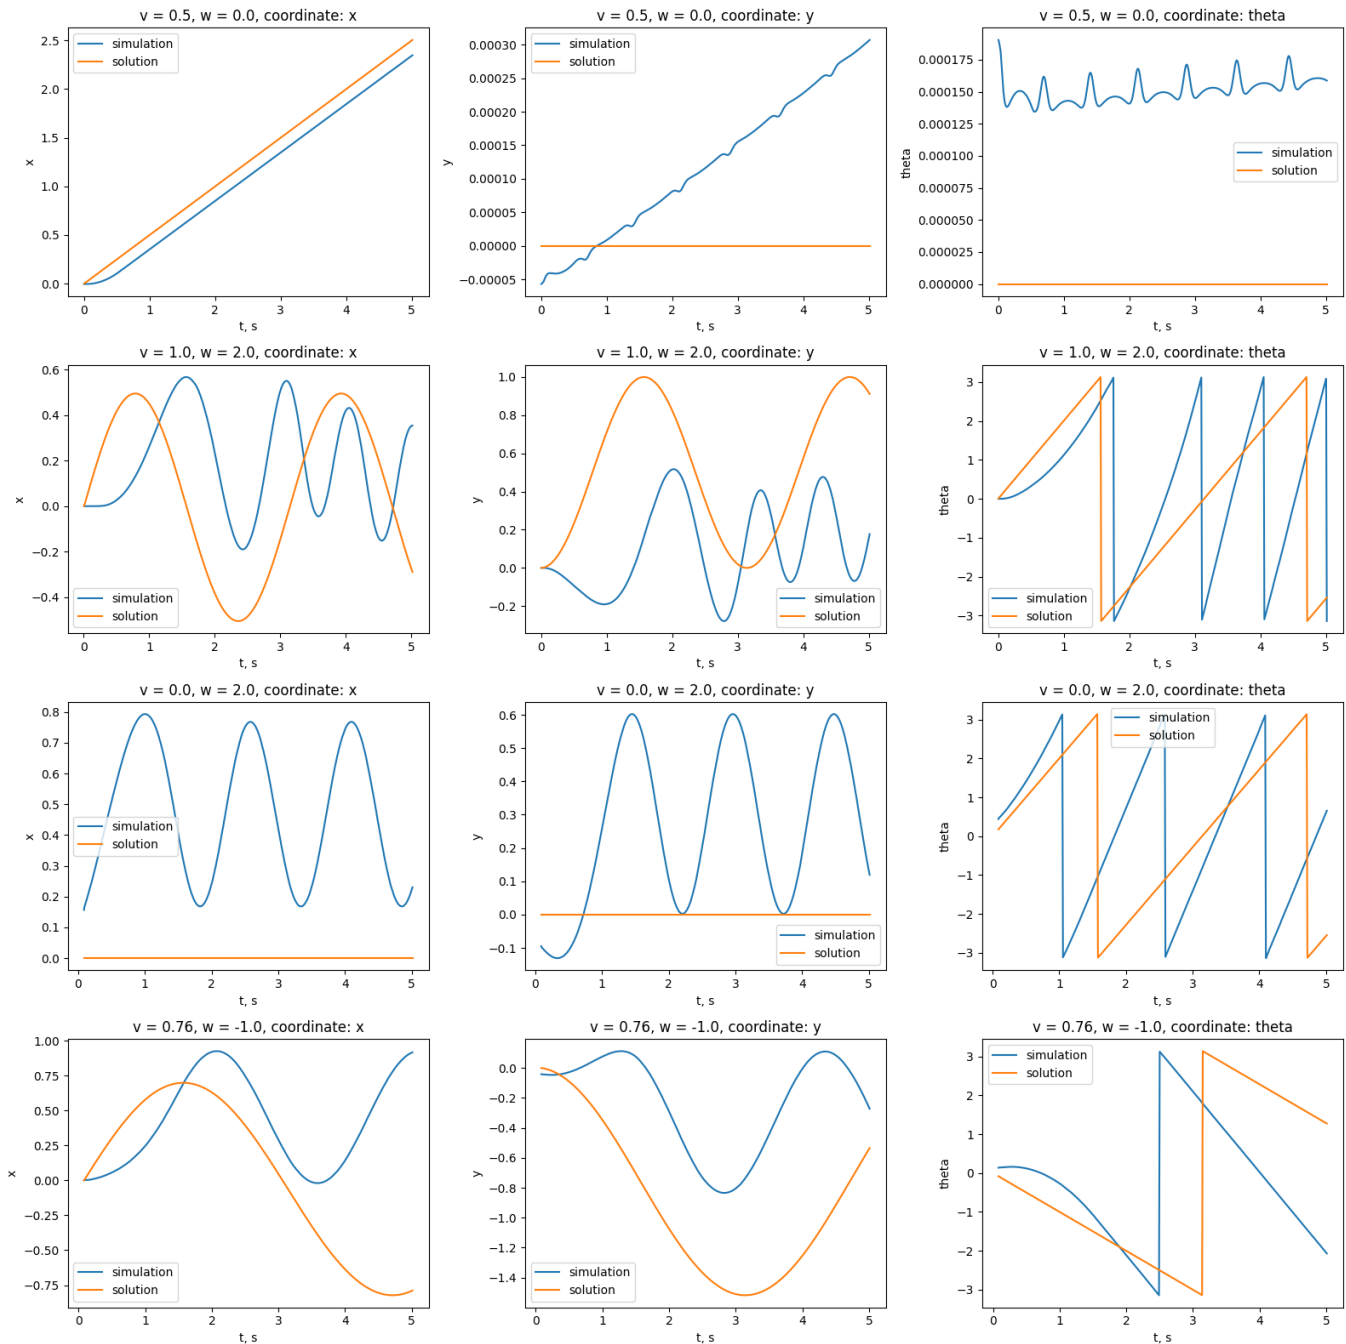 v = 0.5, w = 0.0, coordinate: x
2.5
2.0
1.5
1.0
0.5
0.0
x
simulation
solution
0 1 2 3 4 5
t, s
v = 0.5, w = 0.0, coordinate: y
0.00030
0.00025
0.00020
0.00015
0.00010
0.00005
0.00000
−0.00005
y
simulation
solution
0 1 2 3 4 5
t, s
v = 0.5, w = 0.0, coordinate: theta
0.000175
0.000150
0.000125
0.000100
0.000075
0.000050
0.000025
0.000000
theta
simulation
solution
0 1 2 3 4 5
t, s
v = 1.0, w = 2.0, coordinate: x
0.6
0.4
0.2
0.0
−0.2
−0.4
x
simulation
solution
0 1 2 3 4 5
t, s
v = 1.0, w = 2.0, coordinate: y
1.0
0.8
0.6
0.4
0.2
0.0
−0.2
y
simulation
solution
0 1 2 3 4 5
t, s
v = 1.0, w = 2.0, coordinate: theta
3
2
1
0
−1
−2
−3
theta
simulation
solution
0 1 2 3 4 5
t, s
v = 0.0, w = 2.0, coordinate: x
0.8
0.7
0.6
0.5
0.4
0.3
0.2
0.1
0.0
x
simulation
solution
0 1 2 3 4 5
t, s
v = 0.0, w = 2.0, coordinate: y
0.6
0.5
0.4
0.3
0.2
0.1
0.0
−0.1
y
simulation
solution
0 1 2 3 4 5
t, s
v = 0.0, w = 2.0, coordinate: theta
3
2
1
0
−1
−2
−3
theta
simulation
solution
0 1 2 3 4 5
t, s
v = 0.76, w = -1.0, coordinate: x
1.00
0.75
0.50
0.25
0.00
−0.25
−0.50
−0.75
x
simulation
solution
0 1 2 3 4 5
t, s
v = 0.76, w = -1.0, coordinate: y
0.0
−0.2
−0.4
−0.6
−0.8
−1.0
−1.2
−1.4
y
simulation
solution
0 1 2 3 4 5
t, s
v = 0.76, w = -1.0, coordinate: theta
3
2
1
0
−1
−2
−3
theta
simulation
solution
0 1 2 3 4 5
t, s